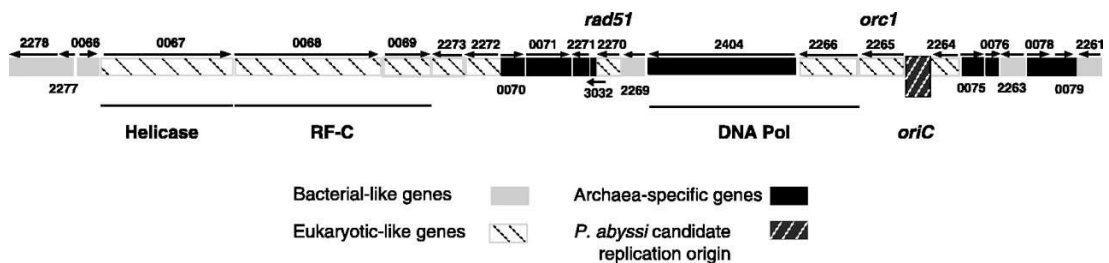 rad51 orc1
2278 0066 0067 0068 0069 2273 2272 0071 2271 2270 2404 2266 2265 2264 0076 0078 2261
2277 0070 3032 2269 0075 2263 0079
Helicase RF-C DNA Pol oriC
Bacterial-like genes Archaea-specific genes
Eukaryotic-like genes P. abyssi candidate
replication origin